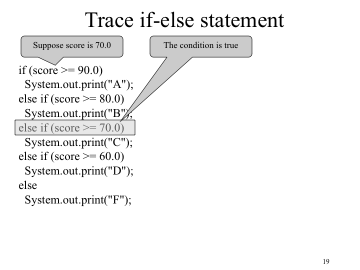 Trace if-else statement
Suppose score is 70.0
The condition is true
if (score >= 90.0)
System.out.print("A");
else if (score >= 80.0)
System.out.print("B");
else if (score >= 70.0)
System.out.print("C");
else if (score >= 60.0)
System.out.print("D");
else
System.out.print("F");
19